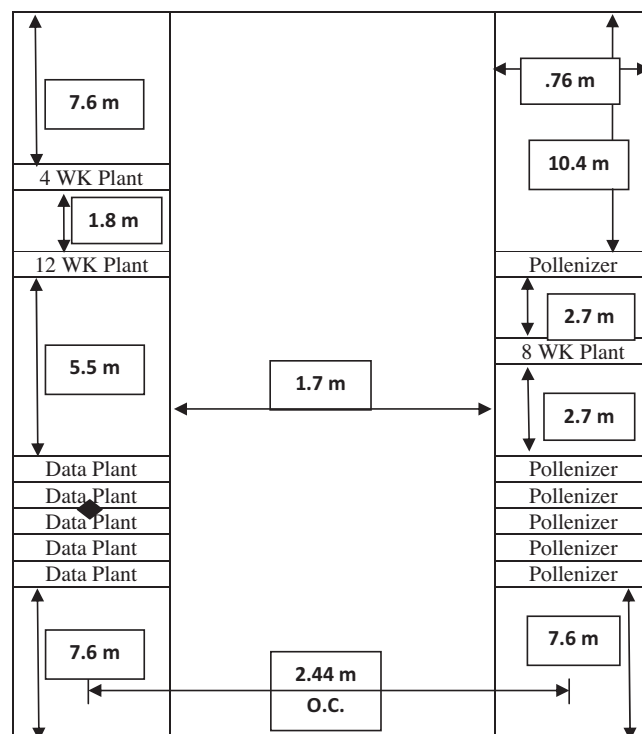 7.6 m
4 WK Plant
1.8 m
12 WK Plant
5.5 m
Data Plant
Data Plant
Data Plant
Data Plant
Data Plant
7.6 m
1.7 m
2.44 m
O.C.
.76 m
10.4 m
Pollenizer
2.7 m
8 WK Plant
2.7 m
Pollenizer
Pollenizer
Pollenizer
Pollenizer
Pollenizer
7.6 m